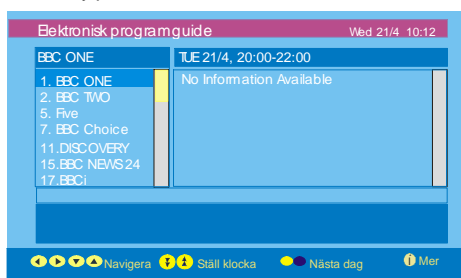 Elektronisk programguide Wed 21/4 10:12
BBC ONE TUE 21/4, 20:00-22:00
1. BBC ONE No Information Available
2. BBC TWO
5. Five
7. BBC Choice
11.DISCOVERY
15.BBC NEWS 24
17.BBCi
Navigera Ställ klocka Nästa dag i Mer